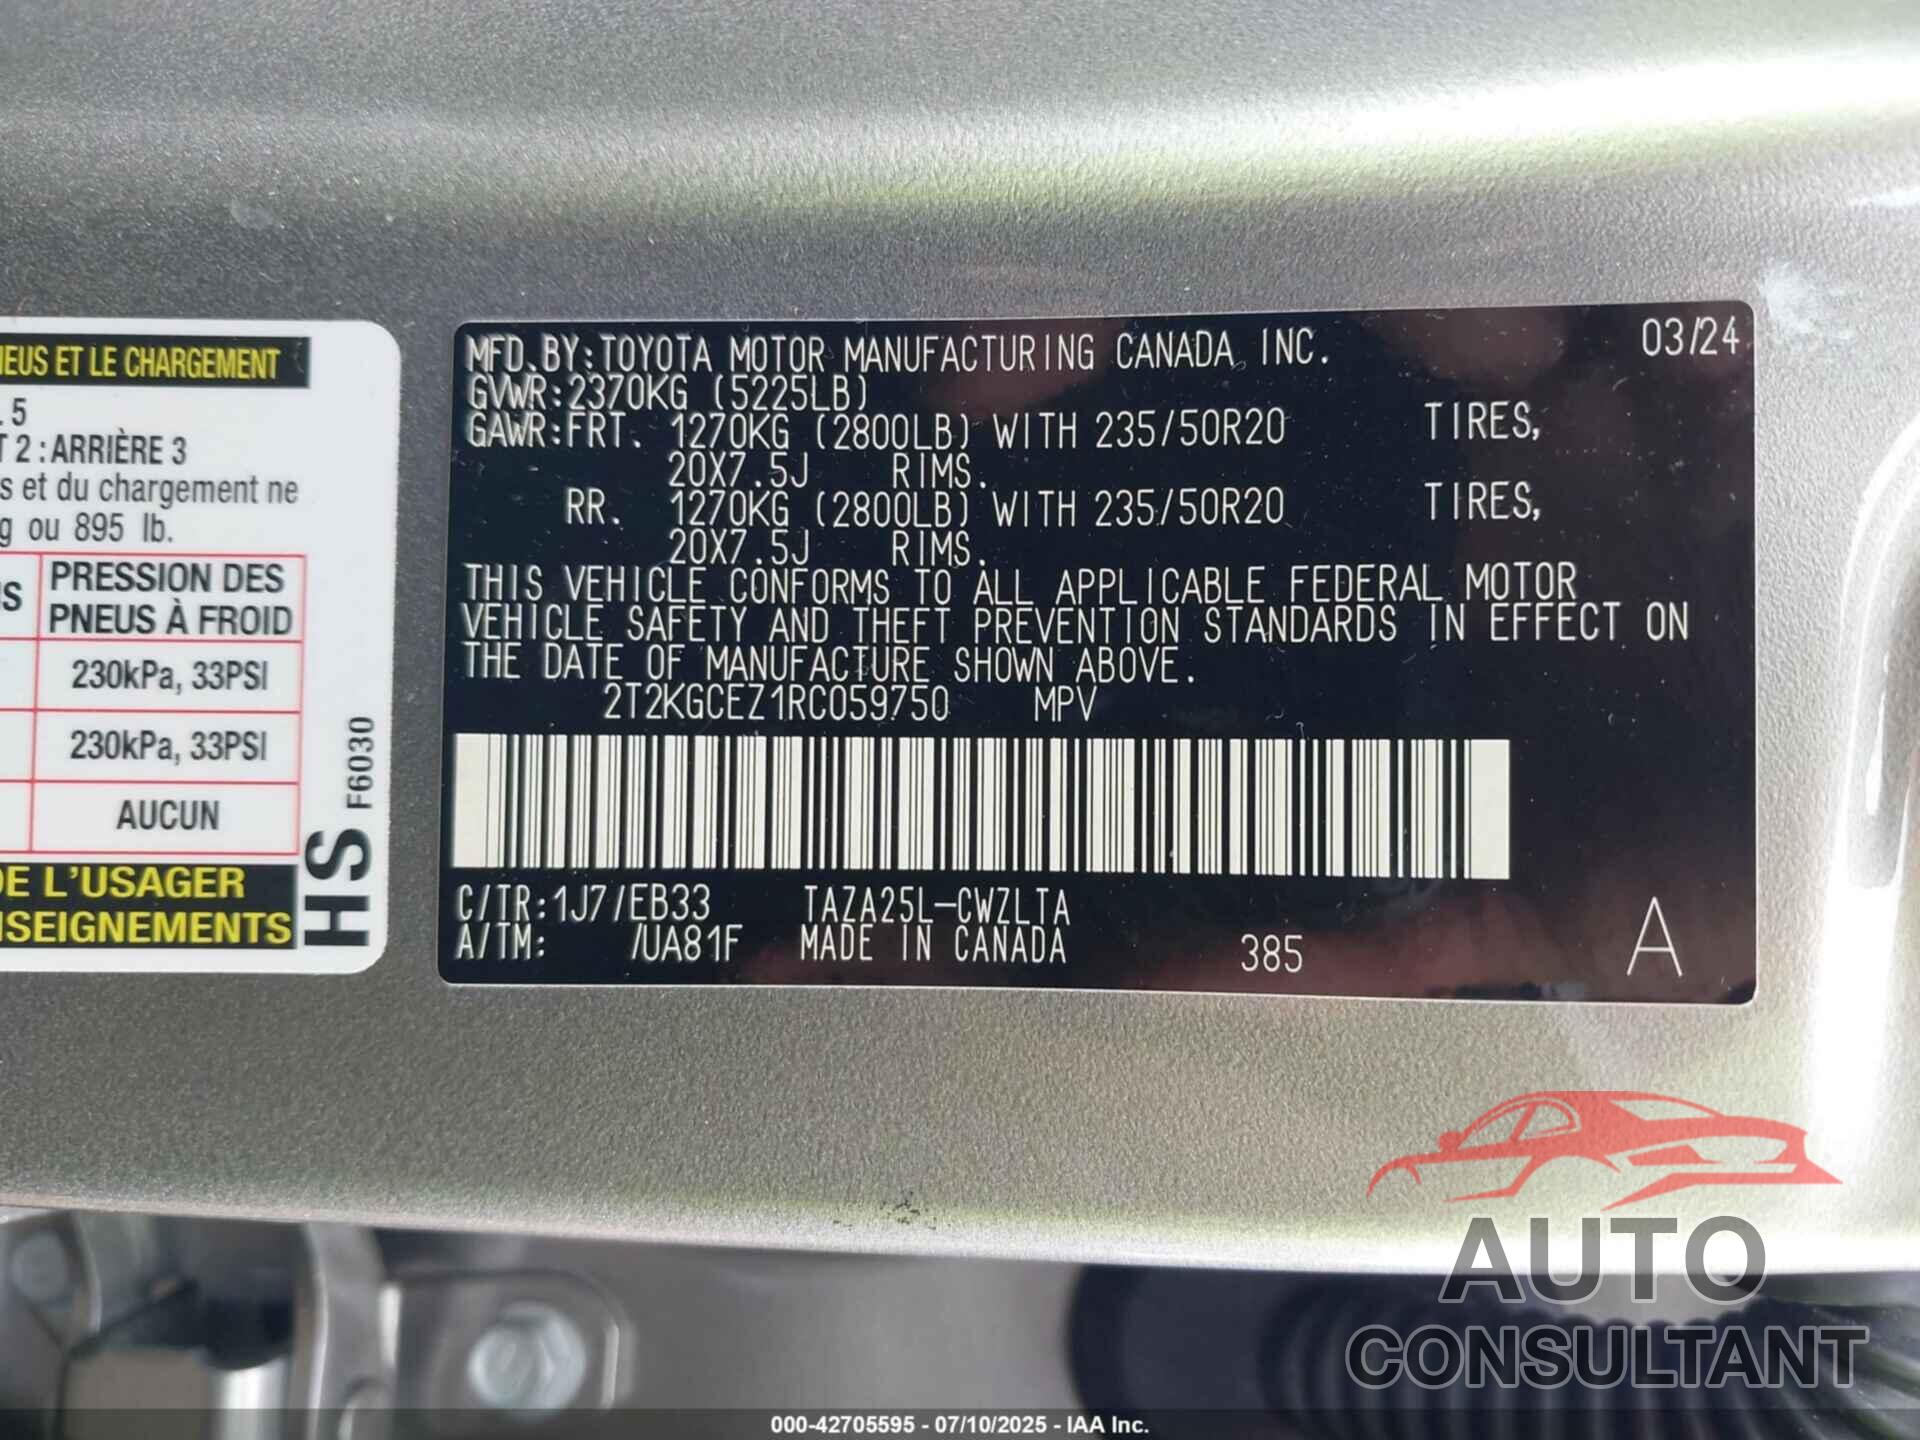 NEUS ET LE CHARGEMENT
5
T 2 : ARRIÈRE 3
s et du chargement ne
g ou 895 lb.
PRESSION DES
PNEUS À FROID
230kPa, 33PSI
230kPa, 33PSI
AUCUN
DE L'USAGER
NSEIGNEMENTS
HS F6030
MFD.BY:TOYOTA MOTOR MANUFACTURING CANADA INC. 03/24
GVWR:2370KG (5225LB)
GAWR:FRT. 1270KG (2800LB) WITH 235/50R20 TIRES,
20X7.5J RIMS.
RR. 1270KG (2800LB) WITH 235/50R20 TIRES,
20X7.5J RIMS.
THIS VEHICLE CONFORMS TO ALL APPLICABLE FEDERAL MOTOR
VEHICLE SAFETY AND THEFT PREVENTION STANDARDS IN EFFECT ON
THE DATE OF MANUFACTURE SHOWN ABOVE.
2T2KGCEZ1RC059750 MPV
C/TR:1J7/EB33 TAZA25L-CWZLTA
A/TM: /UA81F MADE IN CANADA 385 A
AUTO
CONSULTANT
000-42705595 - 07/10/2025 - IAA Inc.